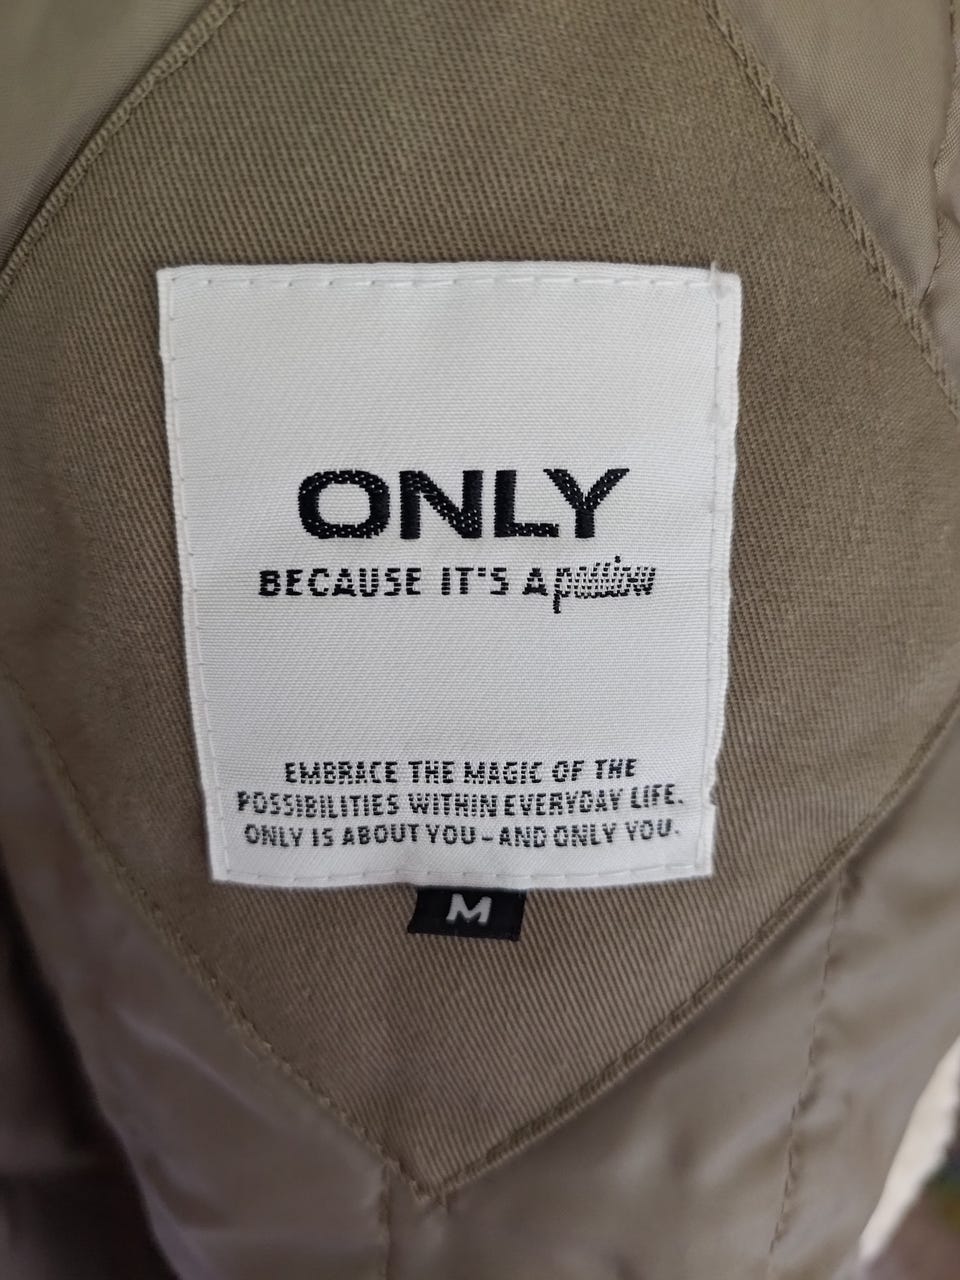 ONLY
BECAUSE IT'S A
EMBRACE THE MAGIC OF THE
POSSIBILITIES WITHIN EVERYDAY LIFE.
ONLY IS ABOUT YOU - AND ONLY YOU.
M